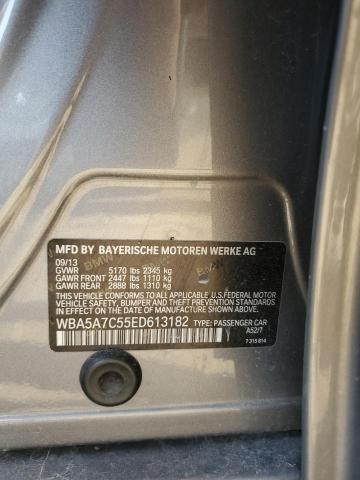 MFD BY BAYERISCHE MOTOREN WERKE AG
09/13
GVWR 5170 lbs 2345 kg
GAWR FRONT 2447 lbs 1110 kg
GAWR REAR 2888 lbs 1310 kg
THIS VEHICLE CONFORMS TO ALL APPLICABLE U.S.FEDERAL MOTOR
VEHICLE SAFETY, BUMPER, AND THEFT PREVENTION STANDARDS
IN EFFECT ON THE DATE OF MANUFACTURE SHOWN ABOVE.
WBA5A7C55ED613182 TYPE: PASSENGER CAR
A52/7
7 315 814